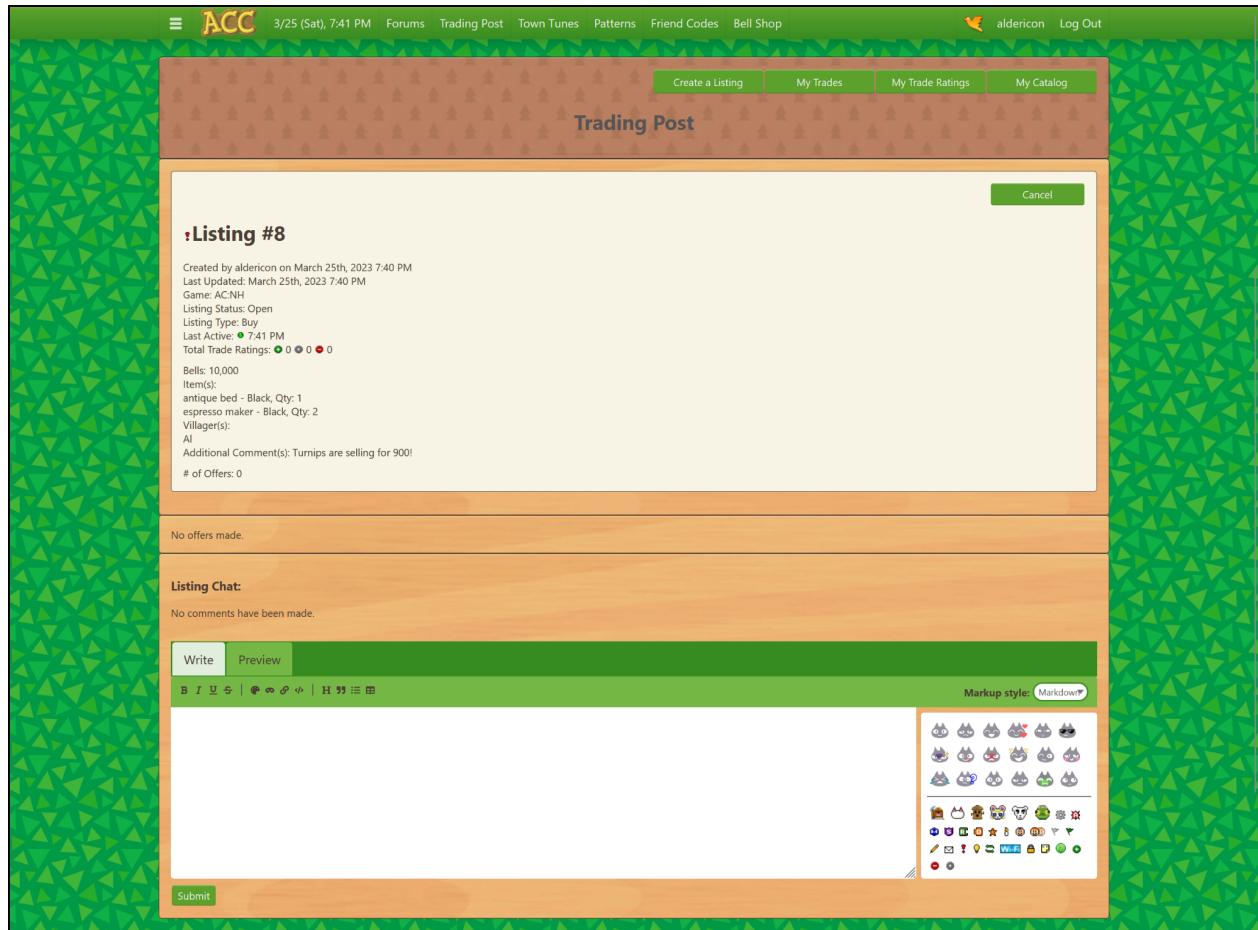 ACC 3/25 (Sat), 7:41 PM Forums Trading Post Town Tunes Patterns Friend Codes Bell Shop aldericon Log Out
Create a Listing My Trades My Trade Ratings My Catalog
Trading Post
Cancel
Listing #8
Created by aldericon on March 25th, 2023 7:40 PM
Last Updated: March 25th, 2023 7:40 PM
Game: AC:NH
Listing Status: Open
Listing Type: Buy
Last Active: 7:41 PM
Total Trade Ratings: 0 0 0
Bells: 10,000
Item(s):
antique bed - Black, Qty: 1
espresso maker - Black, Qty: 2
Villager(s):
Al
Additional Comment(s): Turnips are selling for 900!
# of Offers: 0
No offers made.
Listing Chat:
No comments have been made.
Write Preview
B I U S H Markup style: Markdown
Wi-Fi
Submit